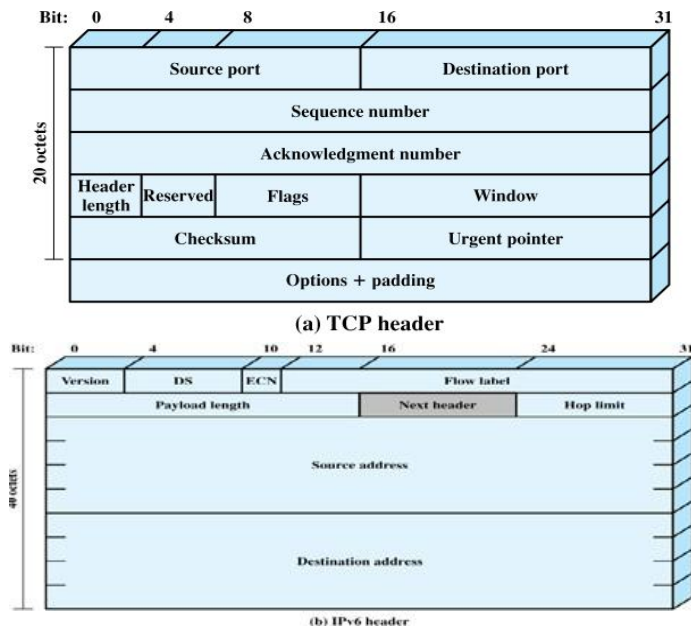 Bit: 0 4 8 16 31
Source port Destination port
Sequence number
20 octets
Acknowledgment number
Header length Reserved Flags Window
Checksum Urgent pointer
Options + padding
(a) TCP header
Bit: 0 4 10 12 16 24 31
Version DS ECN Flow label
Payload length Next header Hop limit
40 octets
Source address
Destination address
(b) IPv6 header